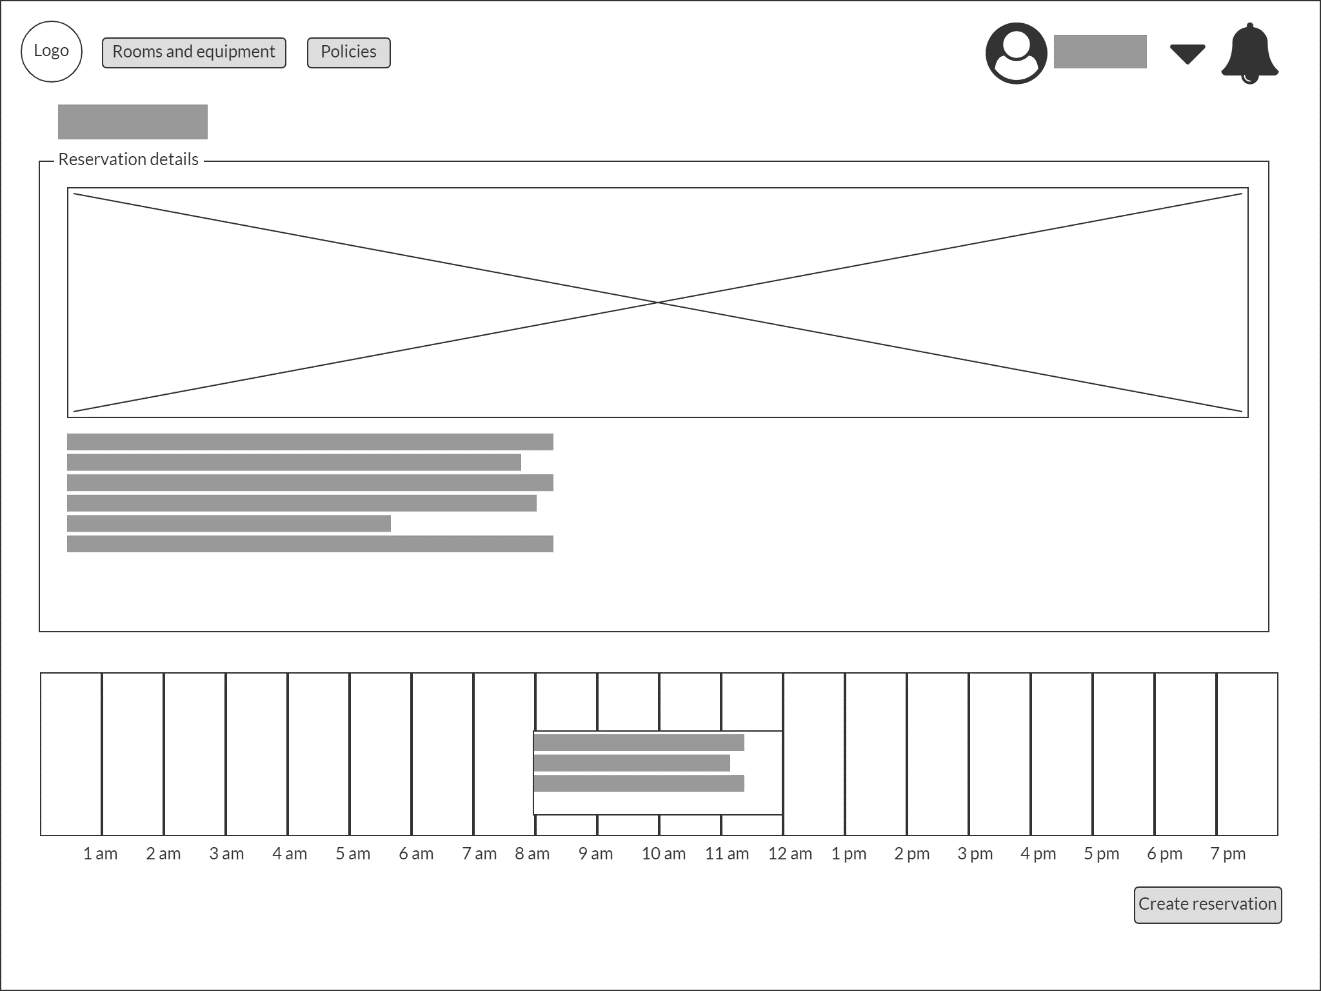 Logo
Rooms and equipment
Policies
Reservation details
1 am 2 am 3 am 4 am 5 am 6 am 7 am 8 am 9 am 10 am 11 am 12 am 1 pm 2 pm 3 pm 4 pm 5 pm 6 pm 7 pm
Create reservation